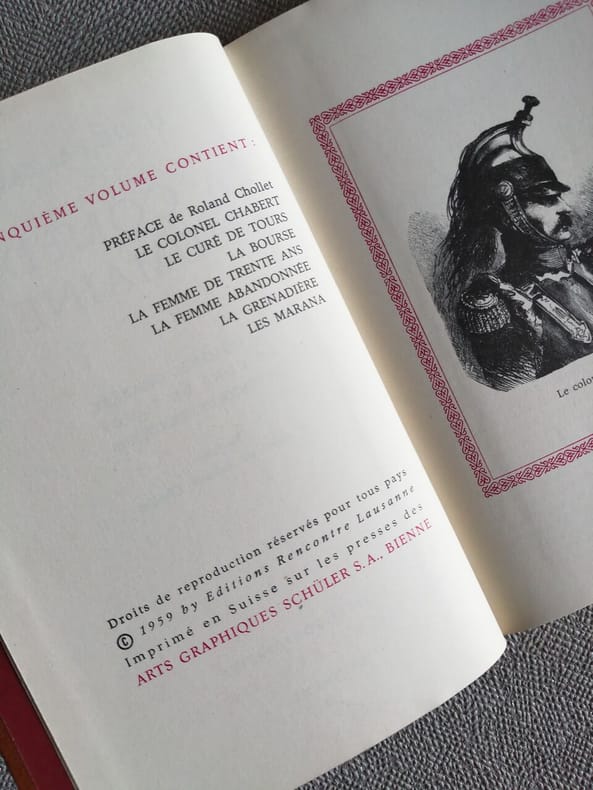 NQUIÈME VOLUME CONTIENT:
PRÉFACE de Roland Chollet
LE COLONEL CHABERT
LE CURÉ DE TOURS
LA BOURSE
LA FEMME DE TRENTE ANS
LA FEMME ABANDONNÉE
LA GRENADIÈRE
LES MARANA
Droits de reproduction réservés pour tous pays
© 1959 by Editions Rencontre Lausanne
Imprimé en Suisse sur les presses des
ARTS GRAPHIQUES SCHÜLER S.A., BIENNE
Le colon